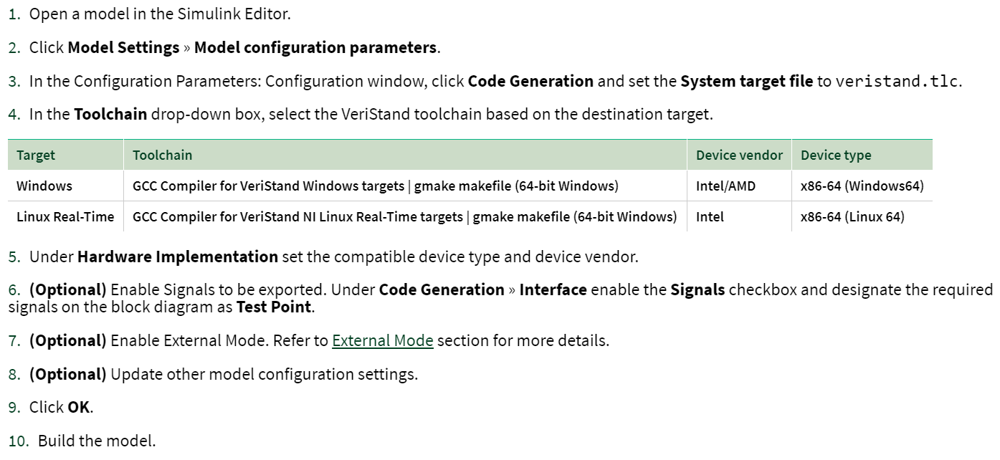 1. Open a model in the Simulink Editor.
2. Click Model Settings » Model configuration parameters.
3. In the Configuration Parameters: Configuration window, click Code Generation and set the System target file to veristand.tlc.
4. In the Toolchain drop-down box, select the VeriStand toolchain based on the destination target.
Target Toolchain Device vendor Device type
Windows GCC Compiler for VeriStand Windows targets | gmake makefile (64-bit Windows) Intel/AMD x86-64 (Windows64)
Linux Real-Time GCC Compiler for VeriStand NI Linux Real-Time targets | gmake makefile (64-bit Windows) Intel x86-64 (Linux 64)
5. Under Hardware Implementation set the compatible device type and device vendor.
6. (Optional) Enable Signals to be exported. Under Code Generation » Interface enable the Signals checkbox and designate the required
signals on the block diagram as Test Point.
7. (Optional) Enable External Mode. Refer to External Mode section for more details.
8. (Optional) Update other model configuration settings.
9. Click OK.
10. Build the model.